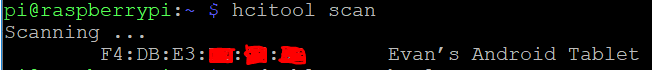 pi@raspberrypi:~ $ hcitool scan
Scanning ...
F4:DB:E3: : : Evan's Android Tablet